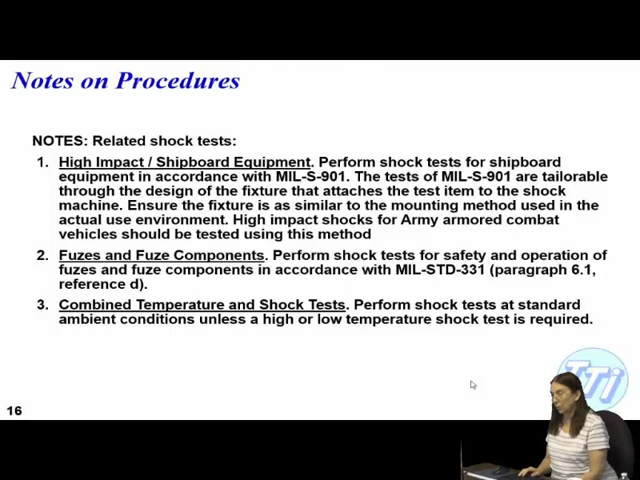 Notes on Procedures
NOTES: Related shock tests:
1. High Impact / Shipboard Equipment. Perform shock tests for shipboard
equipment in accordance with MIL-S-901. The tests of MIL-S-901 are tailorable
through the design of the fixture that attaches the test item to the shock
machine. Ensure the fixture is as similar to the mounting method used in the
actual use environment. High impact shocks for Army armored combat
vehicles should be tested using this method
2. Fuzes and Fuze Components. Perform shock tests for safety and operation of
fuzes and fuze components in accordance with MIL-STD-331 (paragraph 6.1,
reference d).
3. Combined Temperature and Shock Tests. Perform shock tests at standard
ambient conditions unless a high or low temperature shock test is required.
TTi
16